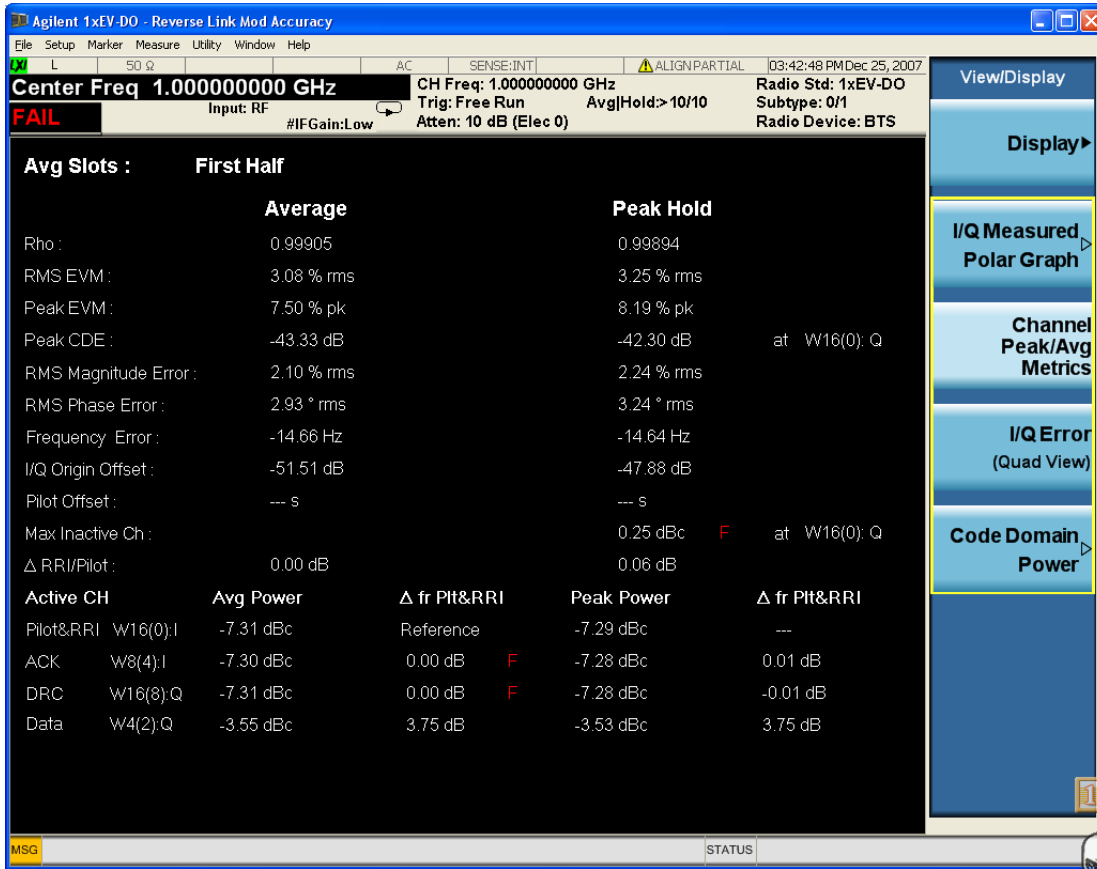 Agilent 1xEV-DO - Reverse Link Mod Accuracy
File Setup Marker Measure Utility Window Help
LXI L 50 Ω AC SENSE:INT ALIGN PARTIAL 03:42:48 PM Dec 25, 2007
Center Freq 1.000000000 GHz
CH Freq: 1.000000000 GHz
Radio Std: 1xEV-DO
Input: RF
Trig: Free Run Avg|Hold:>10/10
Subtype: 0/1
FAIL
#IFGain:Low
Atten: 10 dB (Elec 0)
Radio Device: BTS
Avg Slots : First Half
Average Peak Hold
Rho : 0.99905 0.99894
RMS EVM : 3.08 % rms 3.25 % rms
Peak EVM : 7.50 % pk 8.19 % pk
Peak CDE : -43.33 dB -42.30 dB at W16(0): Q
RMS Magnitude Error : 2.10 % rms 2.24 % rms
RMS Phase Error : 2.93 ° rms 3.24 ° rms
Frequency Error : -14.66 Hz -14.64 Hz
I/Q Origin Offset : -51.51 dB -47.88 dB
Pilot Offset : --- s --- s
Max Inactive Ch : 0.25 dBc F at W16(0): Q
Δ RRI/Pilot : 0.00 dB 0.06 dB
Active CH Avg Power Δ fr Plt&RRI Peak Power Δ fr Plt&RRI
Pilot&RRI W16(0):I -7.31 dBc Reference -7.29 dBc ---
ACK W8(4):I -7.30 dBc 0.00 dB F -7.28 dBc 0.01 dB
DRC W16(8):Q -7.31 dBc 0.00 dB F -7.28 dBc -0.01 dB
Data W4(2):Q -3.55 dBc 3.75 dB -3.53 dBc 3.75 dB
View/Display
Display
I/Q Measured
Polar Graph
Channel
Peak/Avg
Metrics
I/Q Error
(Quad View)
Code Domain
Power
1
MSG STATUS